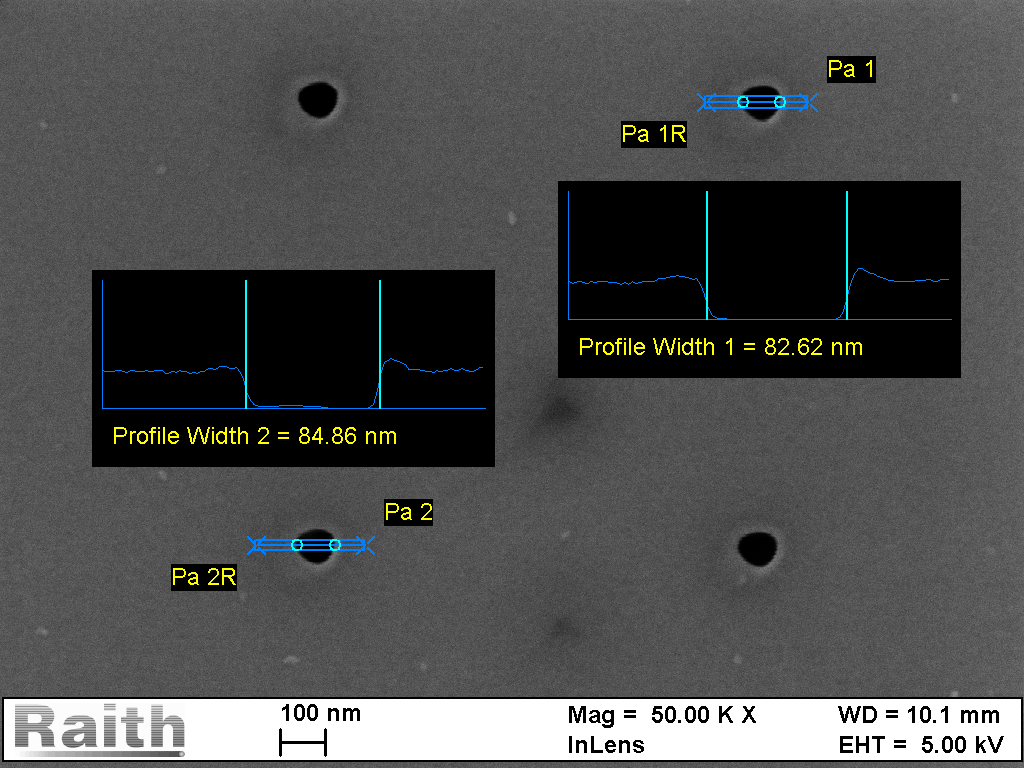 Pa 1
Pa 1R
Profile Width 1 = 82.62 nm
Profile Width 2 = 84.86 nm
Pa 2
Pa 2R
Raith
100 nm
Mag = 50.00 K X
WD = 10.1 mm
InLens
EHT = 5.00 kV